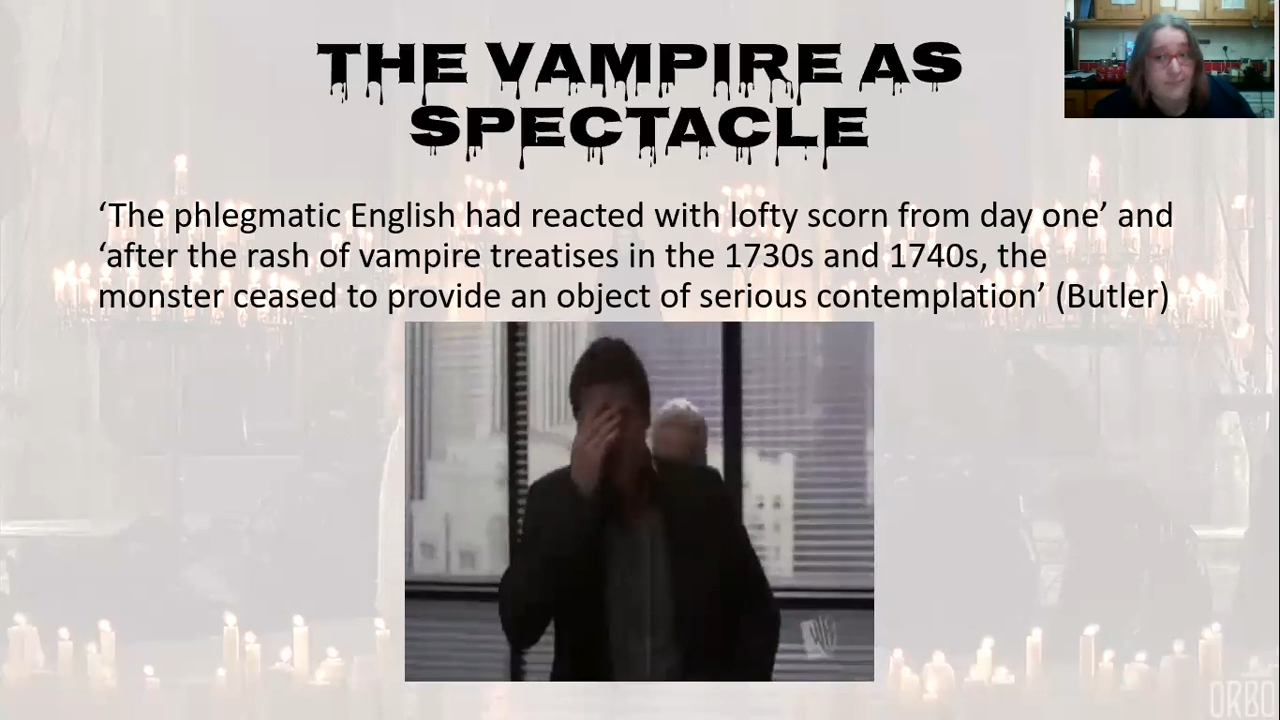 THE VAMPIRE AS
SPECTACLE
‘The phlegmatic English had reacted with lofty scorn from day one’ and
‘after the rash of vampire treatises in the 1730s and 1740s, the
monster ceased to provide an object of serious contemplation’ (Butler)
ORBO